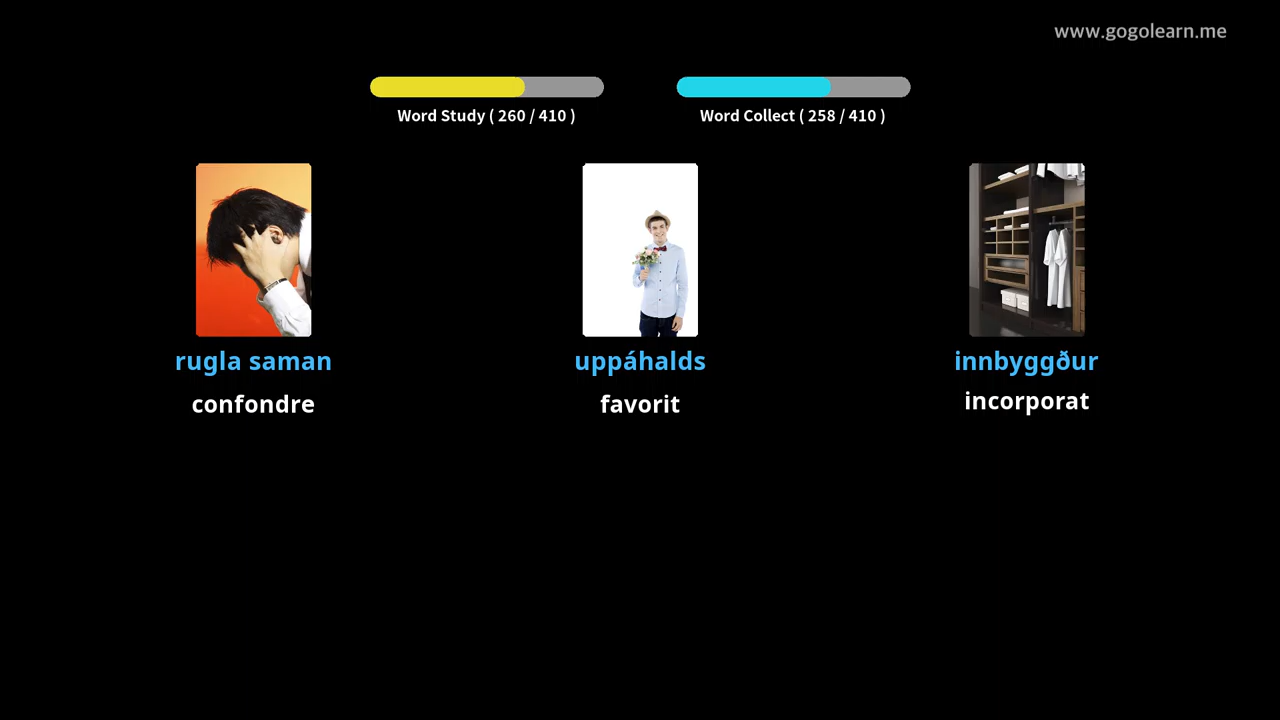 www.gogolearn.me
Word Study ( 260 / 410 )
Word Collect ( 258 / 410 )
rugla saman
uppáhalds
innbyggður
confondre
favorit
incorporat